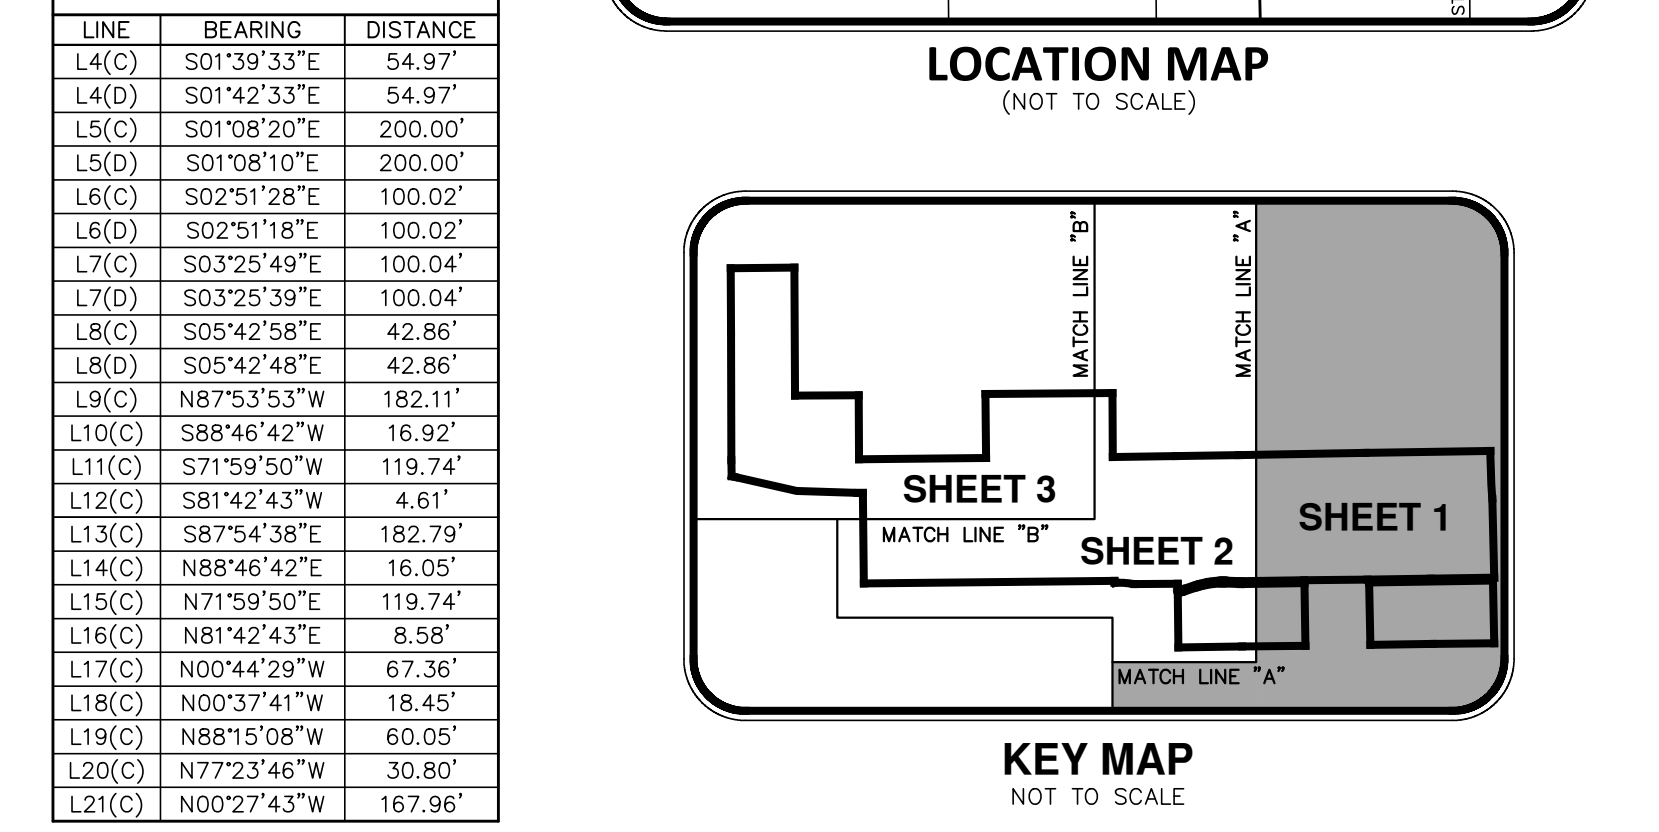 LINE BEARING DISTANCE
L4(C) S01°39'33"E 54.97'
L4(D) S01°42'33"E 54.97'
L5(C) S01°08'20"E 200.00'
L5(D) S01°08'10"E 200.00'
L6(C) S02°51'28"E 100.02'
L6(D) S02°51'18"E 100.02'
L7(C) S03°25'49"E 100.04'
L7(D) S03°25'39"E 100.04'
L8(C) S05°42'58"E 42.86'
L8(D) S05°42'48"E 42.86'
L9(C) N87°53'53"W 182.11'
L10(C) S88°46'42"W 16.92'
L11(C) S71°59'50"W 119.74'
L12(C) S81°42'43"W 4.61'
L13(C) S87°54'38"E 182.79'
L14(C) N88°46'42"E 16.05'
L15(C) N71°59'50"E 119.74'
L16(C) N81°42'43"E 8.58'
L17(C) N00°44'29"W 67.36'
L18(C) N00°37'41"W 18.45'
L19(C) N88°15'08"W 60.05'
L20(C) N77°23'46"W 30.80'
L21(C) N00°27'43"W 167.96'
ST
LOCATION MAP
(NOT TO SCALE)
MATCH LINE "B"
MATCH LINE "A"
SHEET 3
SHEET 1
MATCH LINE "B"
SHEET 2
MATCH LINE "A"
KEY MAP
NOT TO SCALE